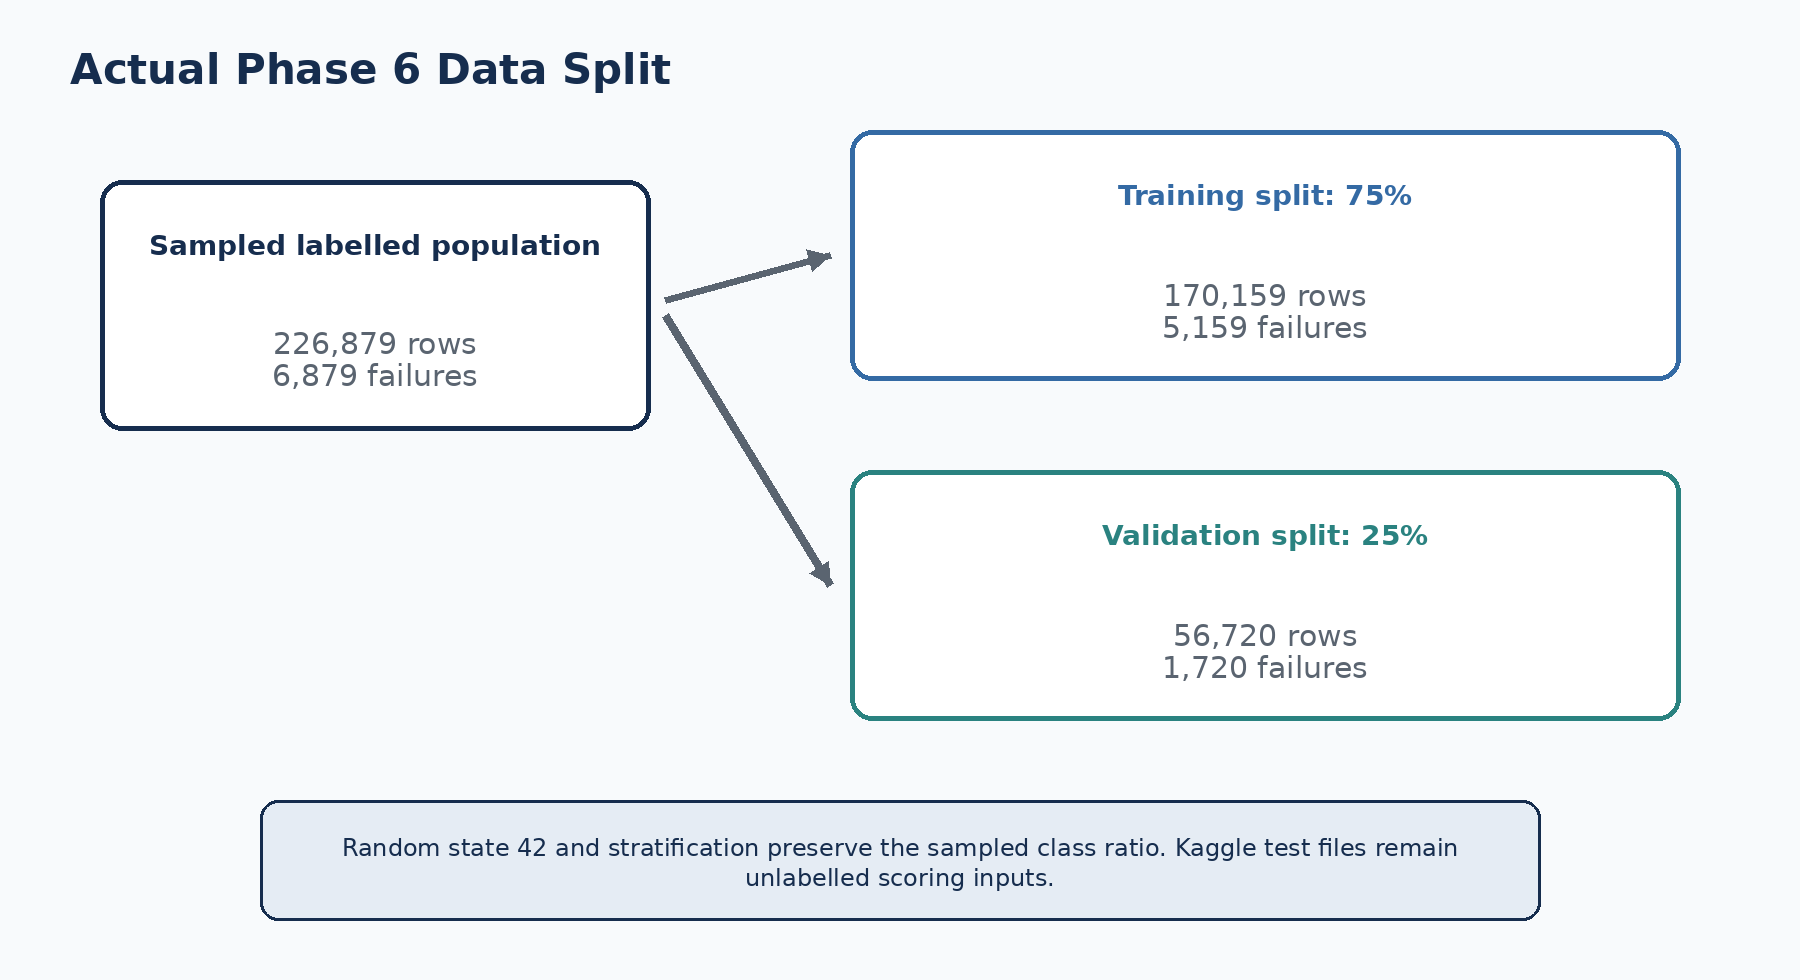 Actual Phase 6 Data Split
Sampled labelled population
226,879 rows
6,879 failures
Training split: 75%
170,159 rows
5,159 failures
Validation split: 25%
56,720 rows
1,720 failures
Random state 42 and stratification preserve the sampled class ratio. Kaggle test files remain
unlabelled scoring inputs.